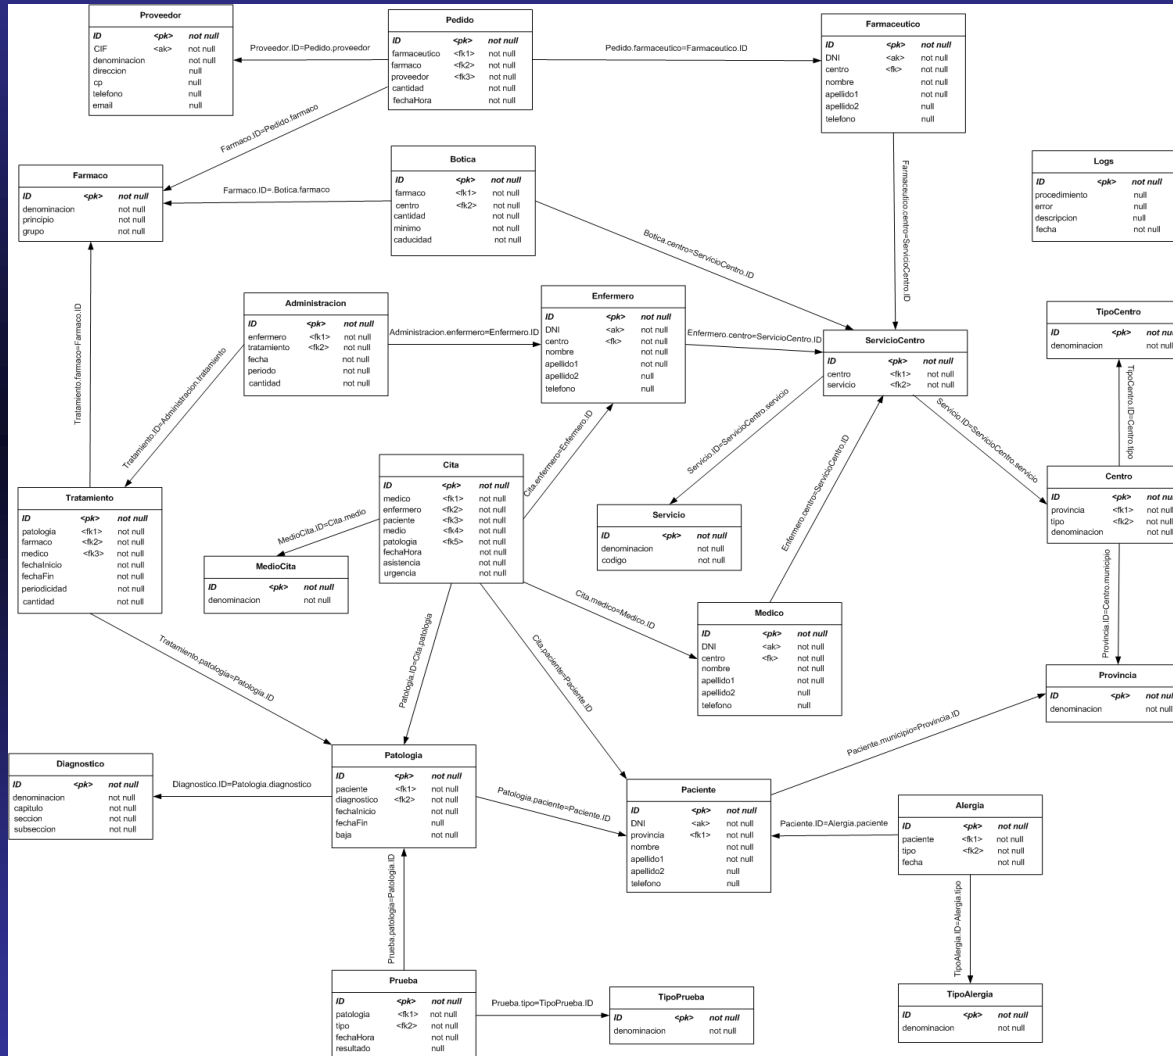 Proveedor
ID <pk> not null
CIF <ak> not null
denominacion not null
direccion null
cp null
telefono null
email null
Proveedor.ID=Pedido.proveedor
Pedido
ID <pk> not null
farmaceutico <fk1> not null
farmaco <fk2> not null
proveedor <fk3> not null
cantidad not null
fechaHora not null
Pedido.farmaceutico=Farmaceutico.ID
Farmaceutico
ID <pk> not null
DNI <ak> not null
centro <fk> not null
nombre not null
apellido1 not null
apellido2 null
telefono null
Farmaco.ID=Pedido.farmaco
Farmaco
ID <pk> not null
denominacion not null
principio not null
grupo not null
Farmaco.ID=.Botica.farmaco
Botica
ID <pk> not null
farmaco <fk1> not null
centro <fk2> not null
cantidad not null
minimo not null
caducidad not null
Botica.centro=ServicioCentro.ID
Farmaceutico.centro=ServicioCentro.ID
Logs
ID <pk> not null
procedimiento null
error null
descripcion null
fecha not null
Tratamiento.farmaco=Farmaco.ID
Administracion
ID <pk> not null
enfermero <fk1> not null
tratamiento <fk2> not null
fecha not null
periodo not null
cantidad not null
Administracion.enfermero=Enfermero.ID
Enfermero
ID <pk> not null
DNI <ak> not null
centro <fk> not null
nombre not null
apellido1 not null
apellido2 null
telefono null
Enfermero.centro=ServicioCentro.ID
ServicioCentro
ID <pk> not null
centro <fk1> not null
servicio <fk2> not null
TipoCentro
ID <pk> not null
denominacion not null
Tratamiento.ID=Administracion.tratamiento
Cita.enfermero=Enfermero.ID
Servicio.ID=ServicioCentro.servicio
Enfermero.centro=ServicioCentro.ID
Servicio.ID=ServicioCentro.servicio
TipoCentro.ID=Centro.tipo
Tratamiento
ID <pk> not null
patologia <fk1> not null
farmaco <fk2> not null
medico <fk3> not null
fechaInicio not null
fechaFin not null
periodicidad not null
cantidad not null
Cita
ID <pk> not null
medico <fk1> not null
enfermero <fk2> not null
paciente <fk3> not null
medio <fk4> not null
patologia <fk5> not null
fechaHora not null
asistencia not null
urgencia not null
MedioCita.ID=Cita.medio
MedioCita
ID <pk> not null
denominacion not null
Servicio
ID <pk> not null
denominacion not null
codigo not null
Centro
ID <pk> not null
provincia <fk1> not null
tipo <fk2> not null
denominacion not null
Cita.medico=Medico.ID
Medico
ID <pk> not null
DNI <ak> not null
centro <fk> not null
nombre not null
apellido1 not null
apellido2 null
telefono null
Provincia.ID=Centro.municipio
Provincia
ID <pk> not null
denominacion not null
Tratamiento.patologia=Patologia.ID
Patologia.ID=Cita.patologia
Cita.paciente=Paciente.ID
Paciente.municipio=Provincia.ID
Diagnostico
ID <pk> not null
denominacion not null
capitulo not null
seccion not null
subseccion not null
Diagnostico.ID=Patologia.diagnostico
Patologia
ID <pk> not null
paciente <fk1> not null
diagnostico <fk2> not null
fechaInicio not null
fechaFin null
baja not null
Patologia.paciente=Paciente.ID
Paciente
ID <pk> not null
DNI <ak> not null
provincia <fk1> not null
nombre not null
apellido1 not null
apellido2 null
telefono null
Paciente.ID=Alergia.paciente
Alergia
ID <pk> not null
paciente <fk1> not null
tipo <fk2> not null
fecha not null
Prueba.patologia=Patologia.ID
TipoAlergia.ID=Alergia.tipo
Prueba
ID <pk> not null
patologia <fk1> not null
tipo <fk2> not null
fechaHora not null
resultado null
Prueba.tipo=TipoPrueba.ID
TipoPrueba
ID <pk> not null
denominacion not null
TipoAlergia
ID <pk> not null
denominacion not null